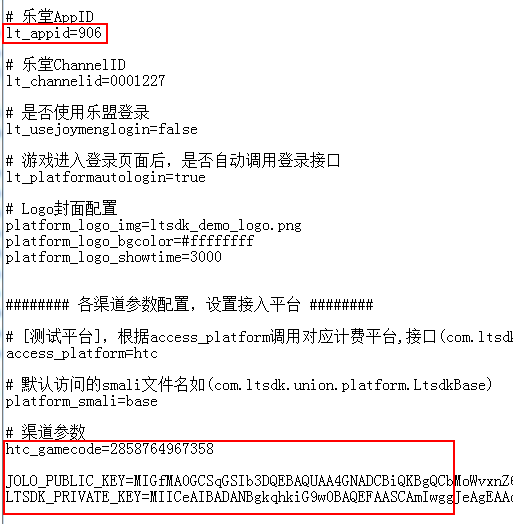 # 乐堂AppID
lt_appid=906
# 乐堂ChannelID
lt_channelid=0001227
# 是否使用乐盟登录
lt_usejoymenglogin=false
# 游戏进入登录页面后，是否自动调用登录接口
lt_platformautologin=true
# Logo封面配置
platform_logo_img=ltsdk_demo_logo.png
platform_logo_bgcolor=#ffffffff
platform_logo_showtime=3000
######## 各渠道参数配置，设置接入平台 ########
# [测试平台]，根据access_platform调用对应计费平台,接口(com.ltsdk
access_platform=htc
# 默认访问的smali文件名如(com.ltsdk.union.platform.LtsdkBase)
platform_smali=base
# 渠道参数
htc_gamecode=2858764967358
JOLO_PUBLIC_KEY=MIGfMA0GCSqGSIb3DQEBAQUAA4GNADCBiQKBgQCbMoWvxnZ6
LTSDK_PRIVATE_KEY=MIICeAIBADANBgkqhkiG9w0BAQEFAASCAmIwggJeAgEAAo